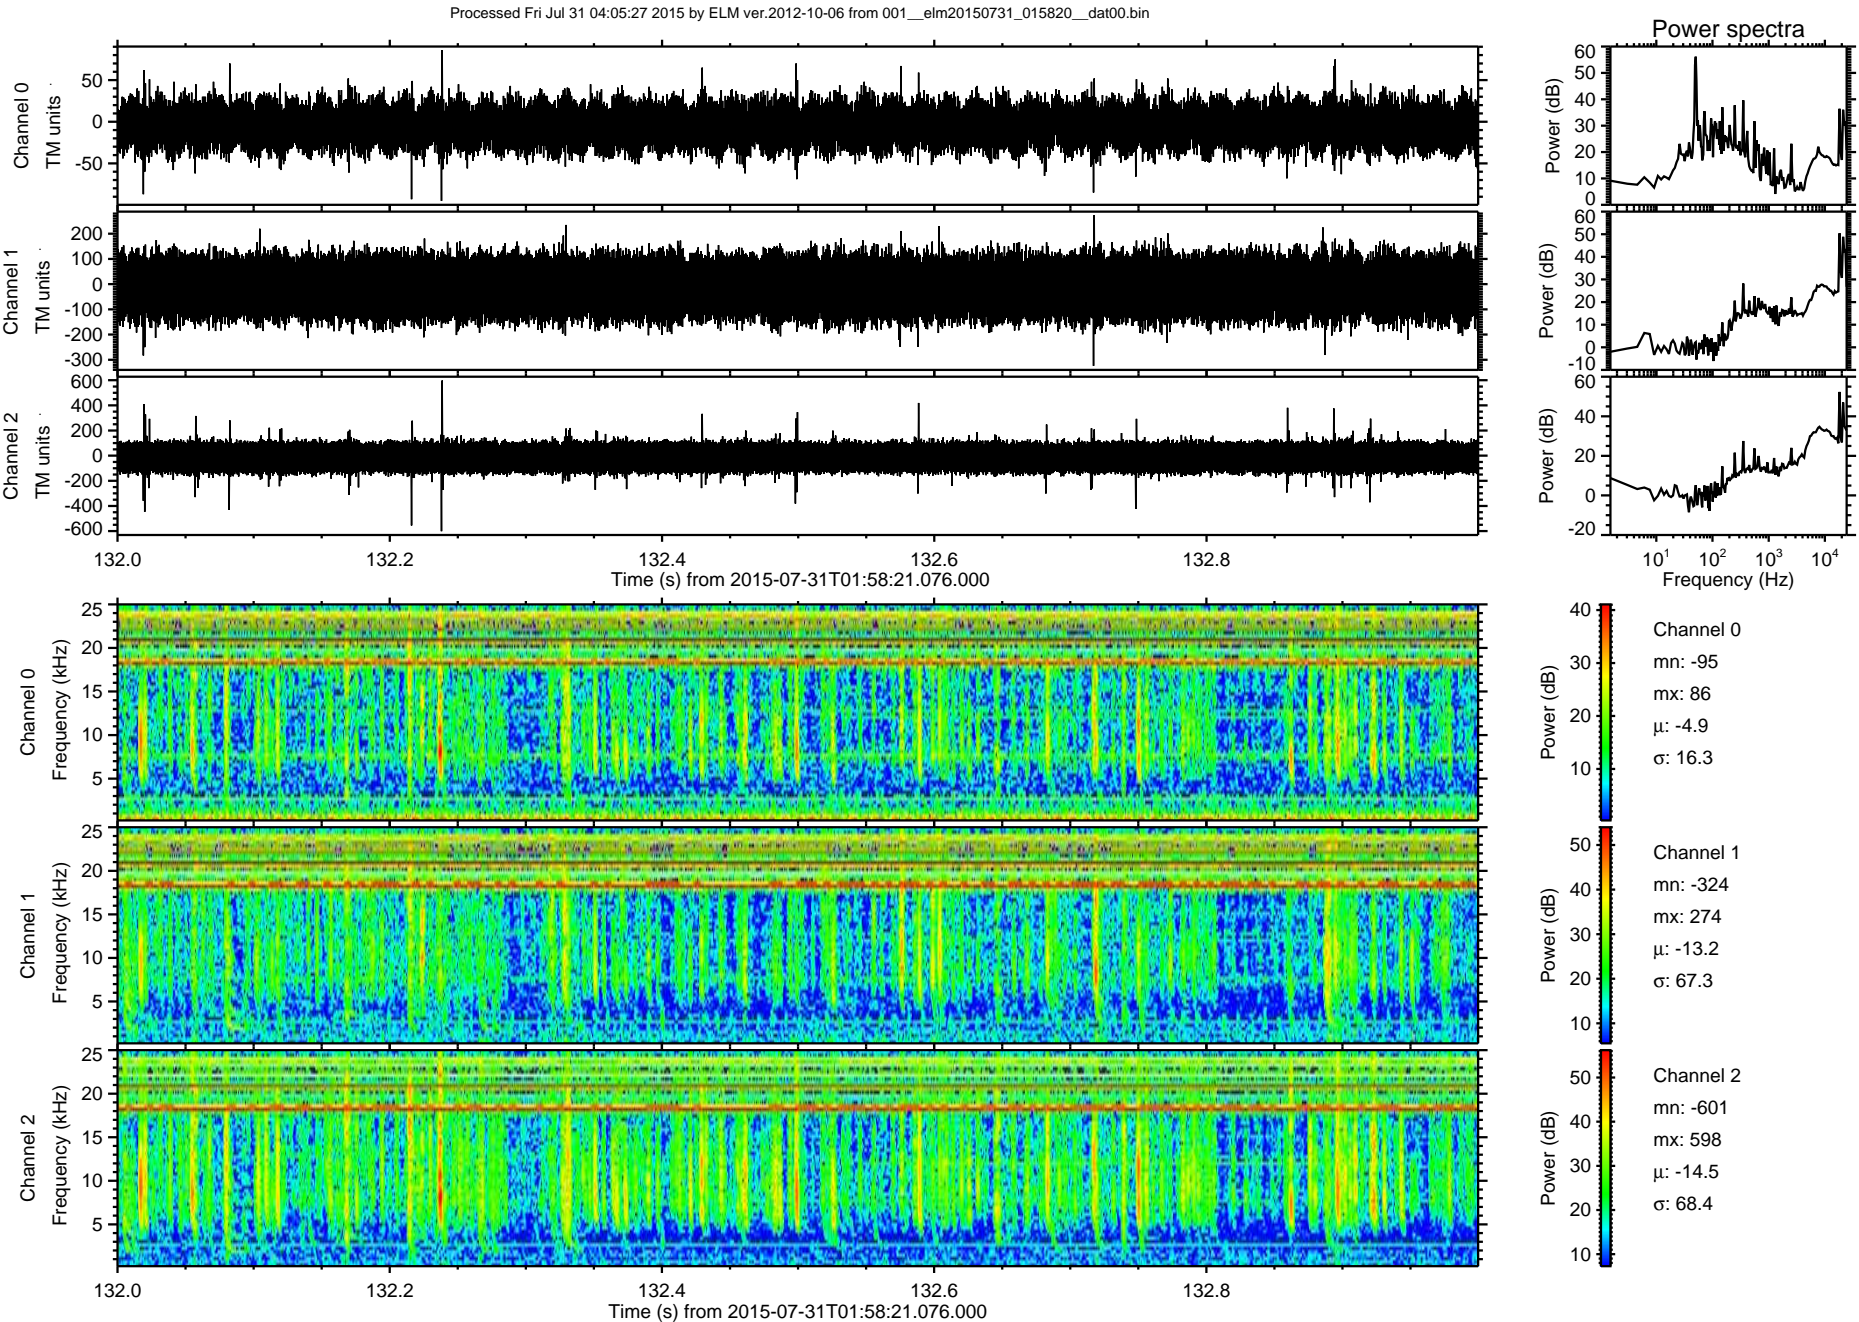 Processed Fri Jul 31 04:05:27 2015 by ELM ver.2012-10-06 from 001__elm20150731_015820__dat00.bin
Power spectra
Channel 0
TM units
50
0
-50
Power (dB)
60
50
40
30
20
10
0
Channel 1
TM units
200
100
0
-100
-200
-300
Power (dB)
60
50
40
30
20
10
0
-10
Channel 2
TM units
600
400
200
0
-200
-400
-600
Power (dB)
60
40
20
0
-20
132.0 132.2 132.4 132.6 132.8
Time (s) from 2015-07-31T01:58:21.076.000
10¹ 10² 10³ 10⁴
Frequency (Hz)
Channel 0
Frequency (kHz)
25
20
15
10
5
Power (dB)
40
30
20
10
Channel 0
mn: -95
mx: 86
μ: -4.9
σ: 16.3
Channel 1
Frequency (kHz)
25
20
15
10
5
Power (dB)
50
40
30
20
10
Channel 1
mn: -324
mx: 274
μ: -13.2
σ: 67.3
Channel 2
Frequency (kHz)
25
20
15
10
5
Power (dB)
50
40
30
20
10
Channel 2
mn: -601
mx: 598
μ: -14.5
σ: 68.4
132.0 132.2 132.4 132.6 132.8
Time (s) from 2015-07-31T01:58:21.076.000